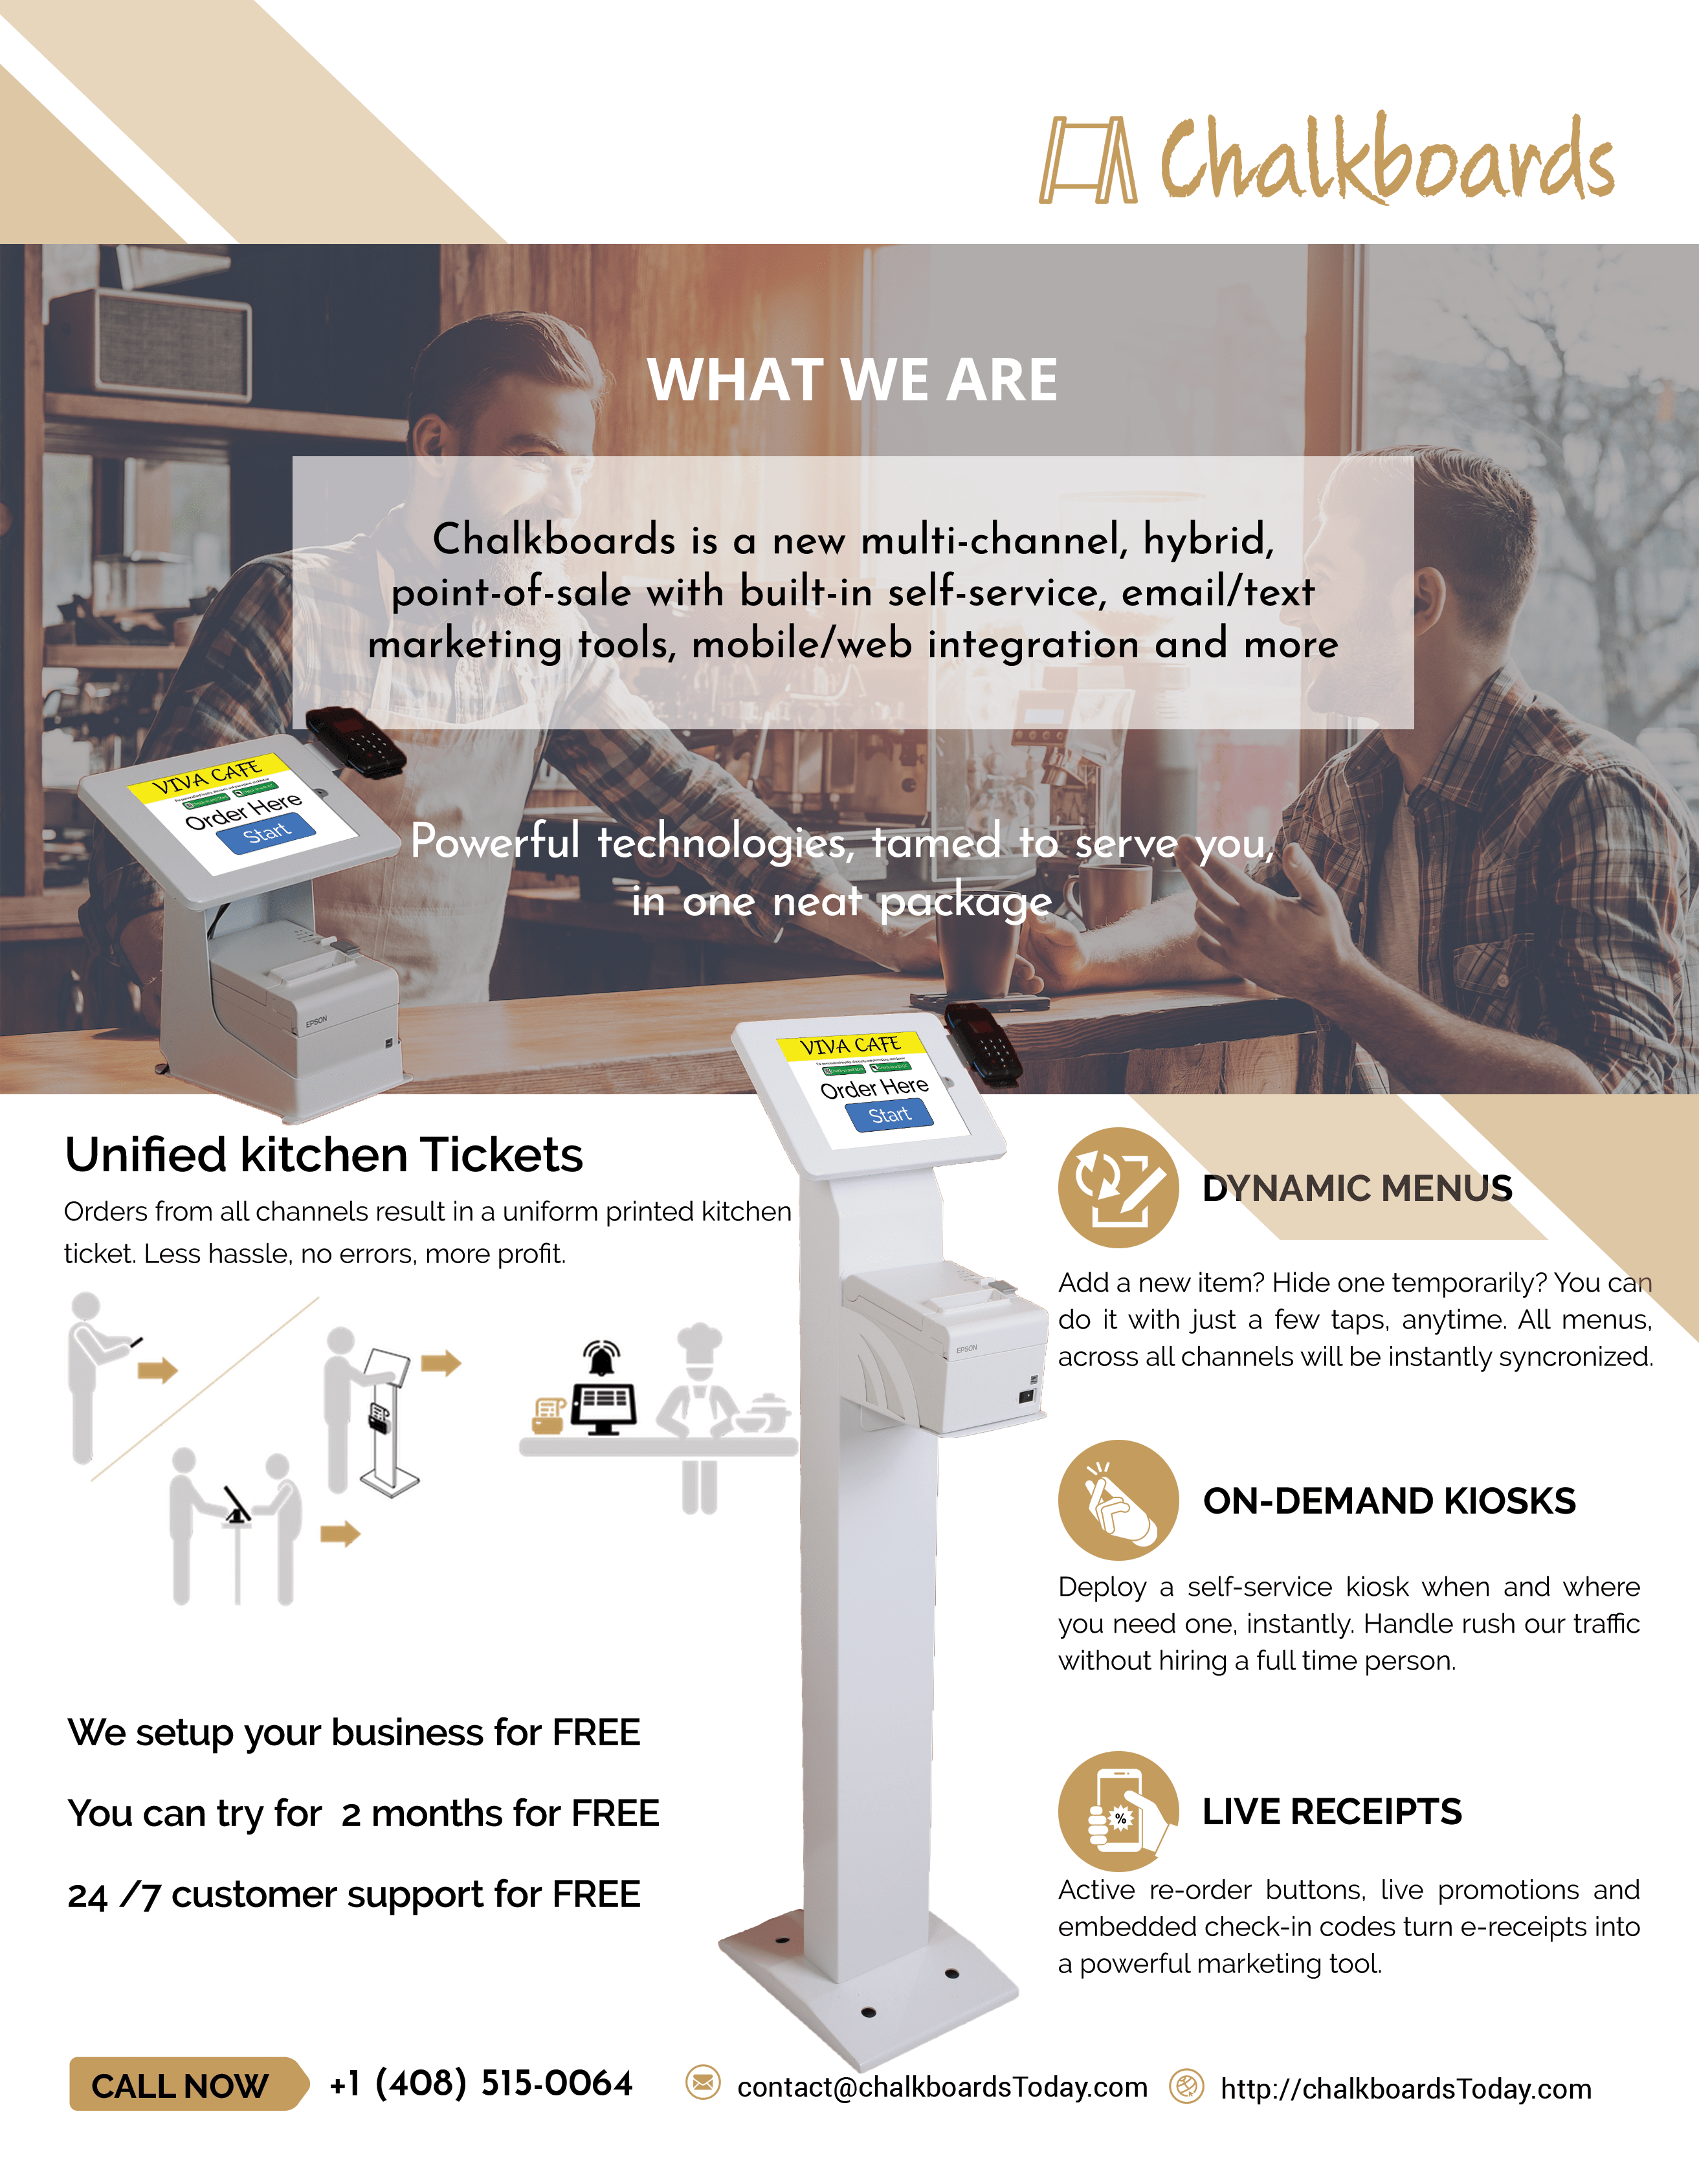 Chalkboards
WHAT WE ARE
Chalkboards is a new multi-channel, hybrid,
point-of-sale with built-in self-service, email/text
marketing tools, mobile/web integration and more
VIVA CAFE
Order Here
Start
Powerful technologies, tamed to serve you,
in one neat package
EPSON
VIVA CAFE
Order Here
Start
EPSON
Unified kitchen Tickets
Orders from all channels result in a uniform printed kitchen
ticket. Less hassle, no errors, more profit.
We setup your business for FREE
You can try for 2 months for FREE
24 /7 customer support for FREE
DYNAMIC MENUS
Add a new item? Hide one temporarily? You can
do it with just a few taps, anytime. All menus,
across all channels will be instantly syncronized.
ON-DEMAND KIOSKS
Deploy a self-service kiosk when and where
you need one, instantly. Handle rush our traffic
without hiring a full time person.
%
LIVE RECEIPTS
Active re-order buttons, live promotions and
embedded check-in codes turn e-receipts into
a powerful marketing tool.
CALL NOW
+1 (408) 515-0064
contact@chalkboardsToday.com
http://chalkboardsToday.com